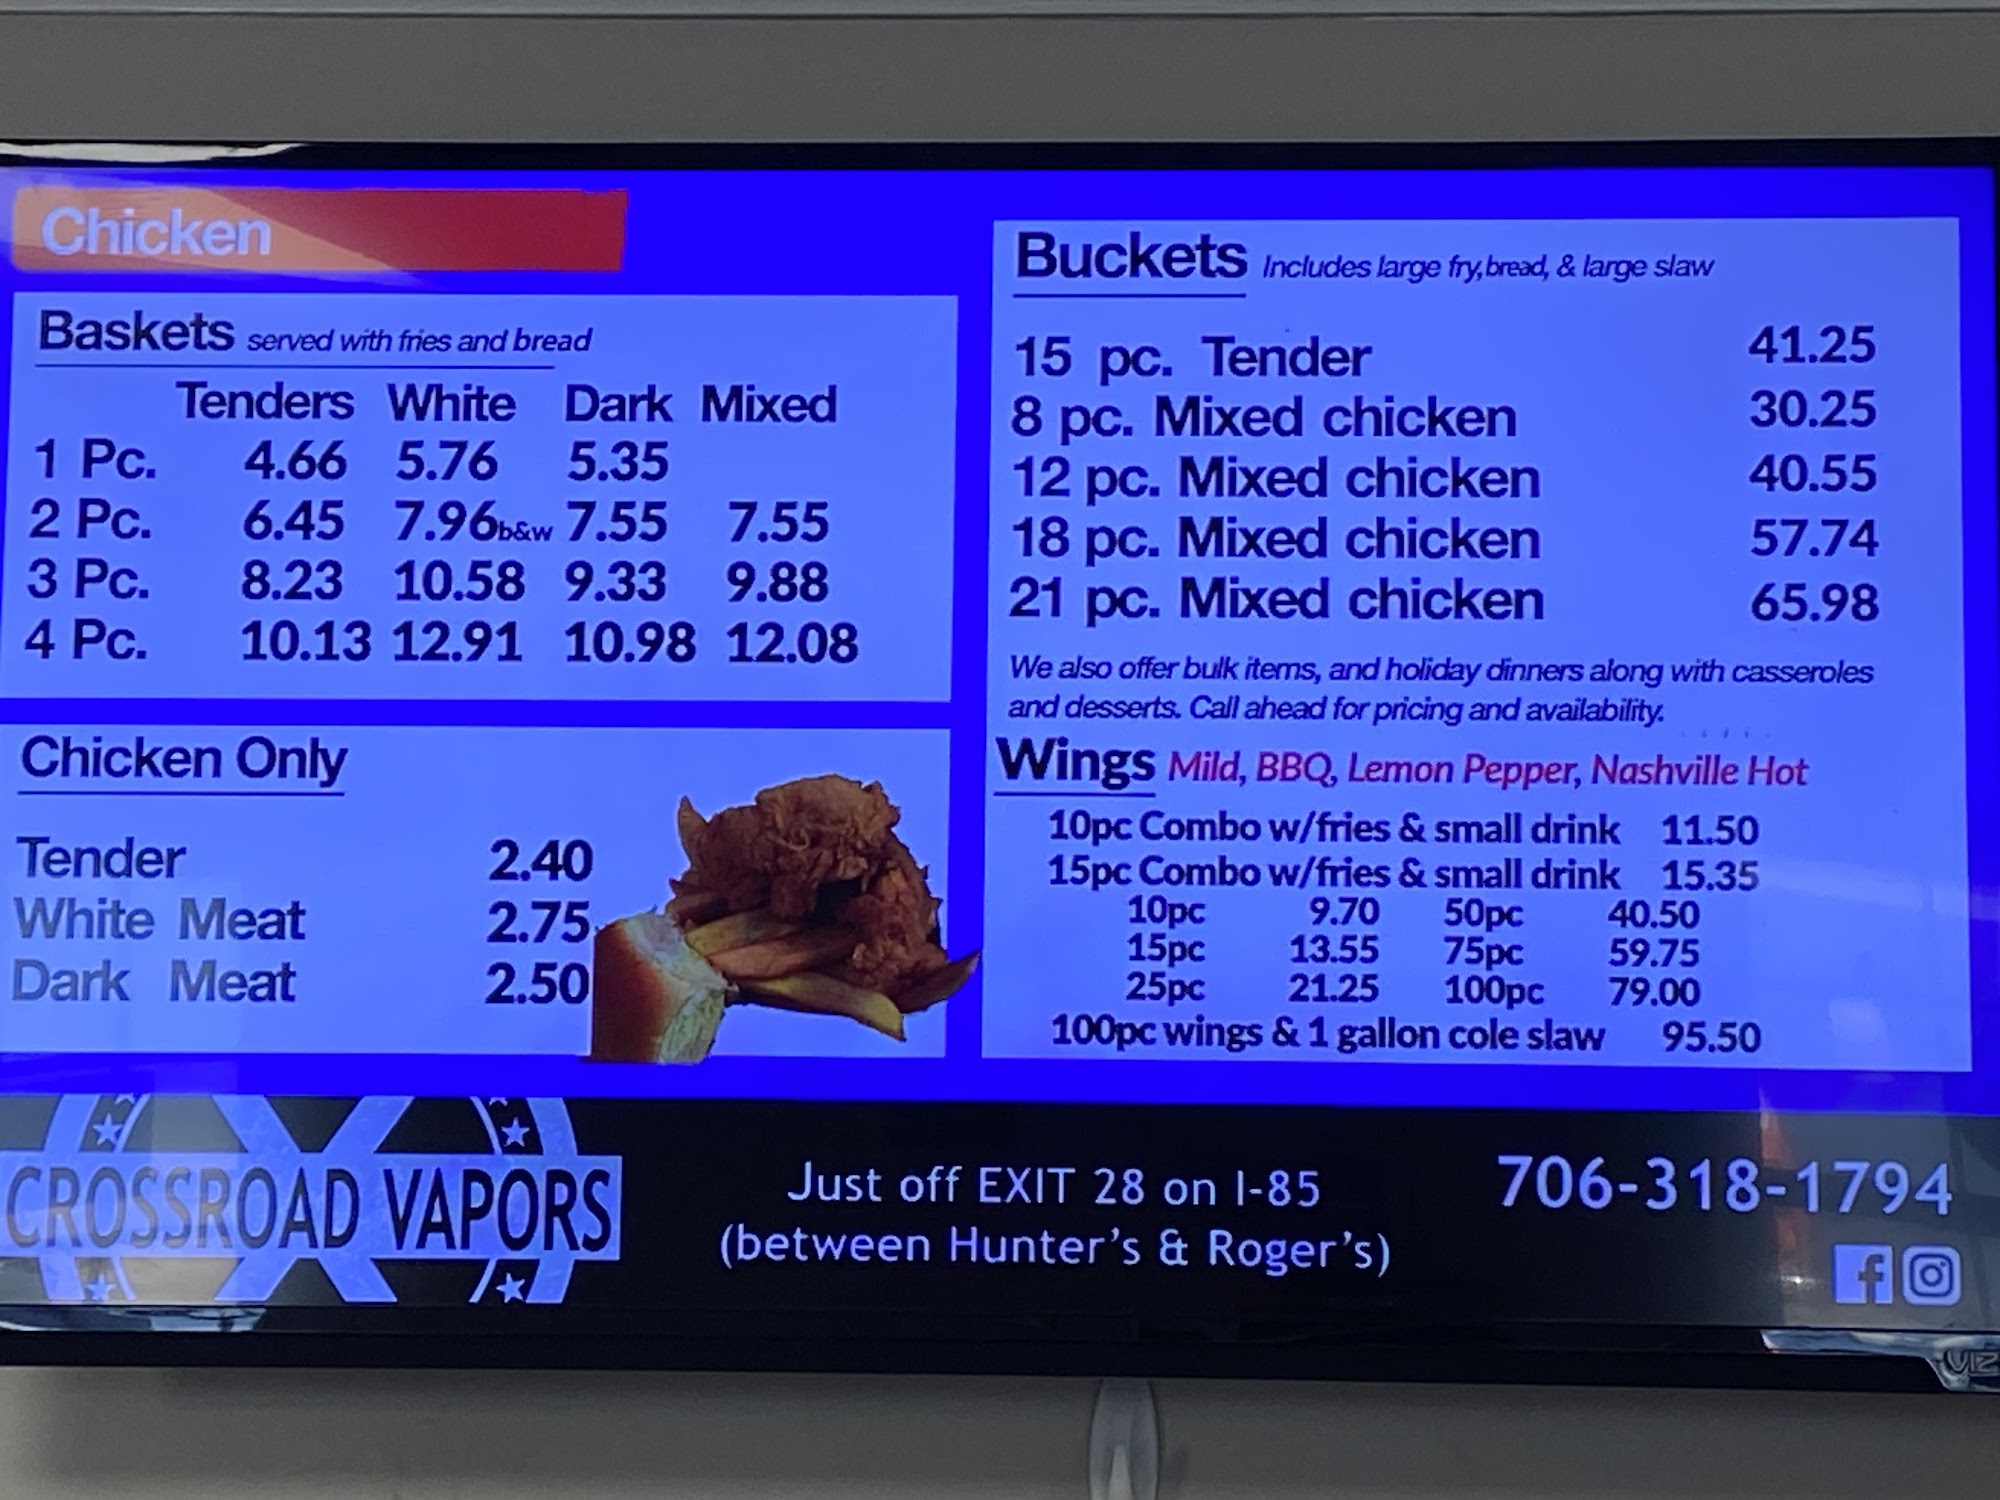 Chicken
Baskets served with fries and bread
Tenders White Dark Mixed
1 Pc. 4.66 5.76 5.35
2 Pc. 6.45 7.96 b&w 7.55 7.55
3 Pc. 8.23 10.58 9.33 9.88
4 Pc. 10.13 12.91 10.98 12.08
Chicken Only
Tender 2.40
White Meat 2.75
Dark Meat 2.50
Buckets Includes large fry, bread, & large slaw
15 pc. Tender 41.25
8 pc. Mixed chicken 30.25
12 pc. Mixed chicken 40.55
18 pc. Mixed chicken 57.74
21 pc. Mixed chicken 65.98
We also offer bulk items, and holiday dinners along with casseroles
and desserts. Call ahead for pricing and availability.
Wings Mild, BBQ, Lemon Pepper, Nashville Hot
10pc Combo w/fries & small drink 11.50
15pc Combo w/fries & small drink 15.35
10pc 9.70 50pc 40.50
15pc 13.55 75pc 59.75
25pc 21.25 100pc 79.00
100pc wings & 1 gallon cole slaw 95.50
CROSSROAD VAPORS
Just off EXIT 28 on I-85
(between Hunter's & Roger's)
706-318-1794